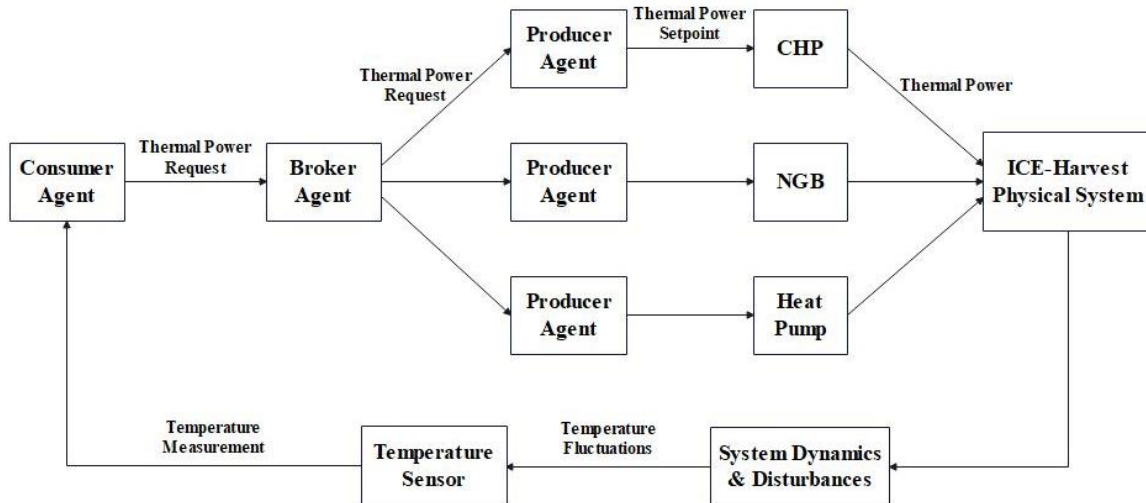 Thermal Power
Setpoint
Producer
Agent
CHP
Thermal Power
Request
Thermal Power
Thermal Power
Request
Consumer
Agent
Broker
Agent
Producer
Agent
NGB
ICE-Harvest
Physical System
Producer
Agent
Heat
Pump
Temperature
Measurement
Temperature
Sensor
Temperature
Fluctuations
System Dynamics
& Disturbances